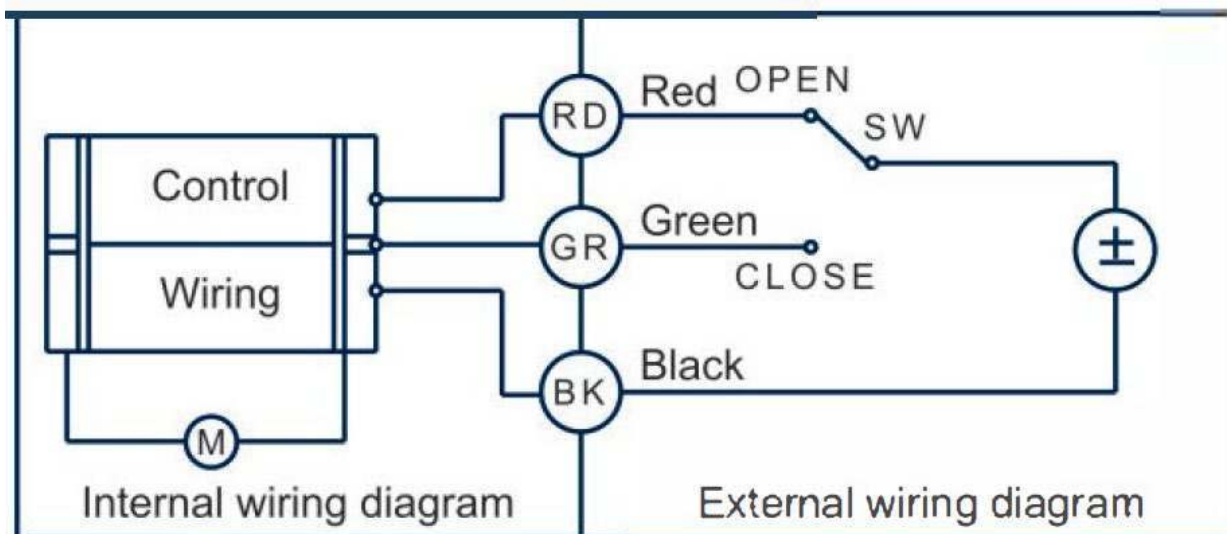 OPEN
Red
RD
SW
Control
Green
GR
±
CLOSE
Wiring
Black
BK
M
Internal wiring diagram
External wiring diagram